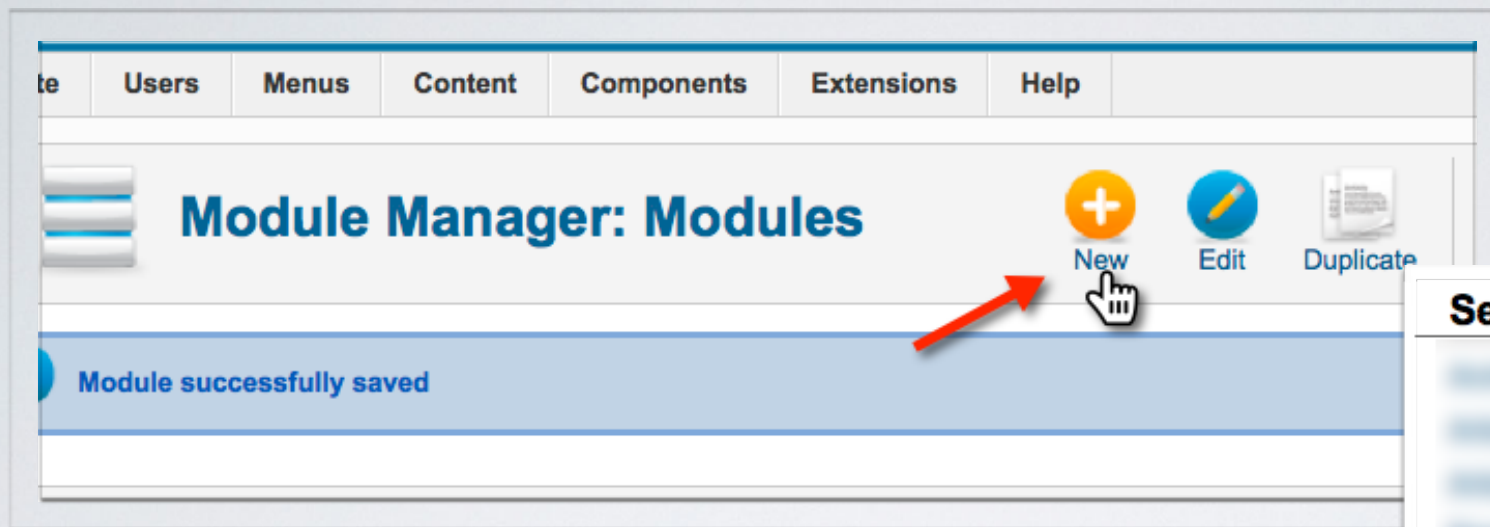 te Users Menus Content Components Extensions Help
Module Manager: Modules
New Edit Duplicate
Se
Module successfully saved